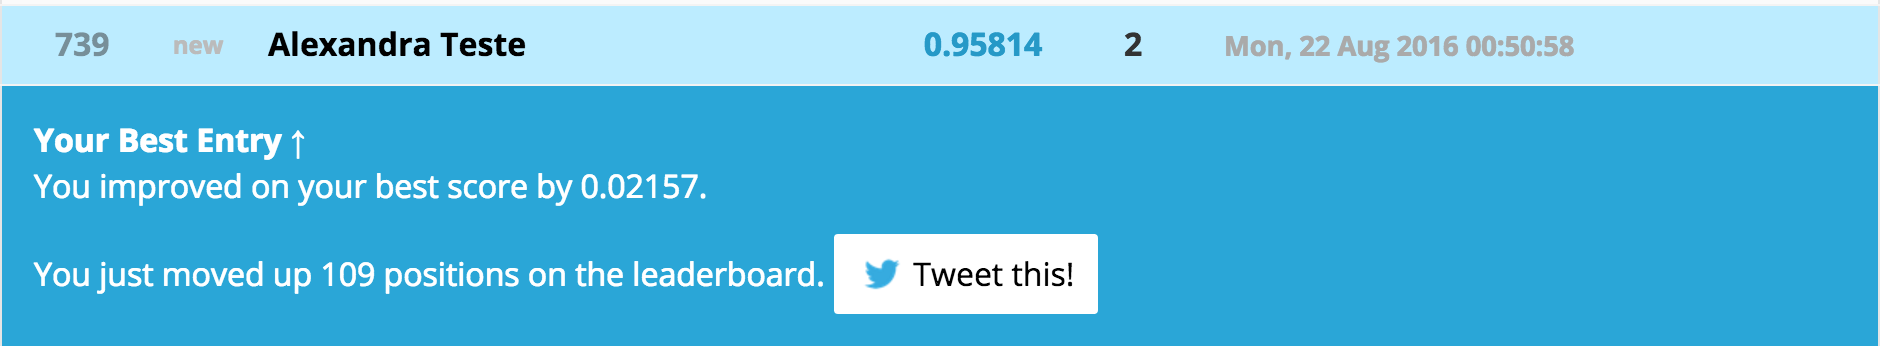 739 new Alexandra Teste 0.95814 2 Mon, 22 Aug 2016 00:50:58
Your Best Entry ↑
You improved on your best score by 0.02157.
You just moved up 109 positions on the leaderboard. Tweet this!